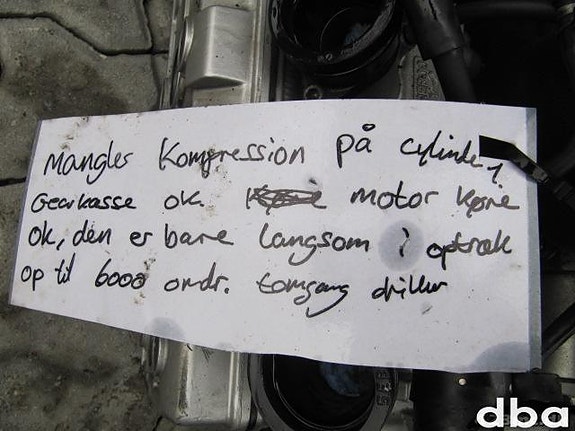 Mangler Kompression på cylinder 1
Gearkasse ok. motor køre
ok, den er bare langsom i optræk
op til 6000 omdr. tomgang driller
dba